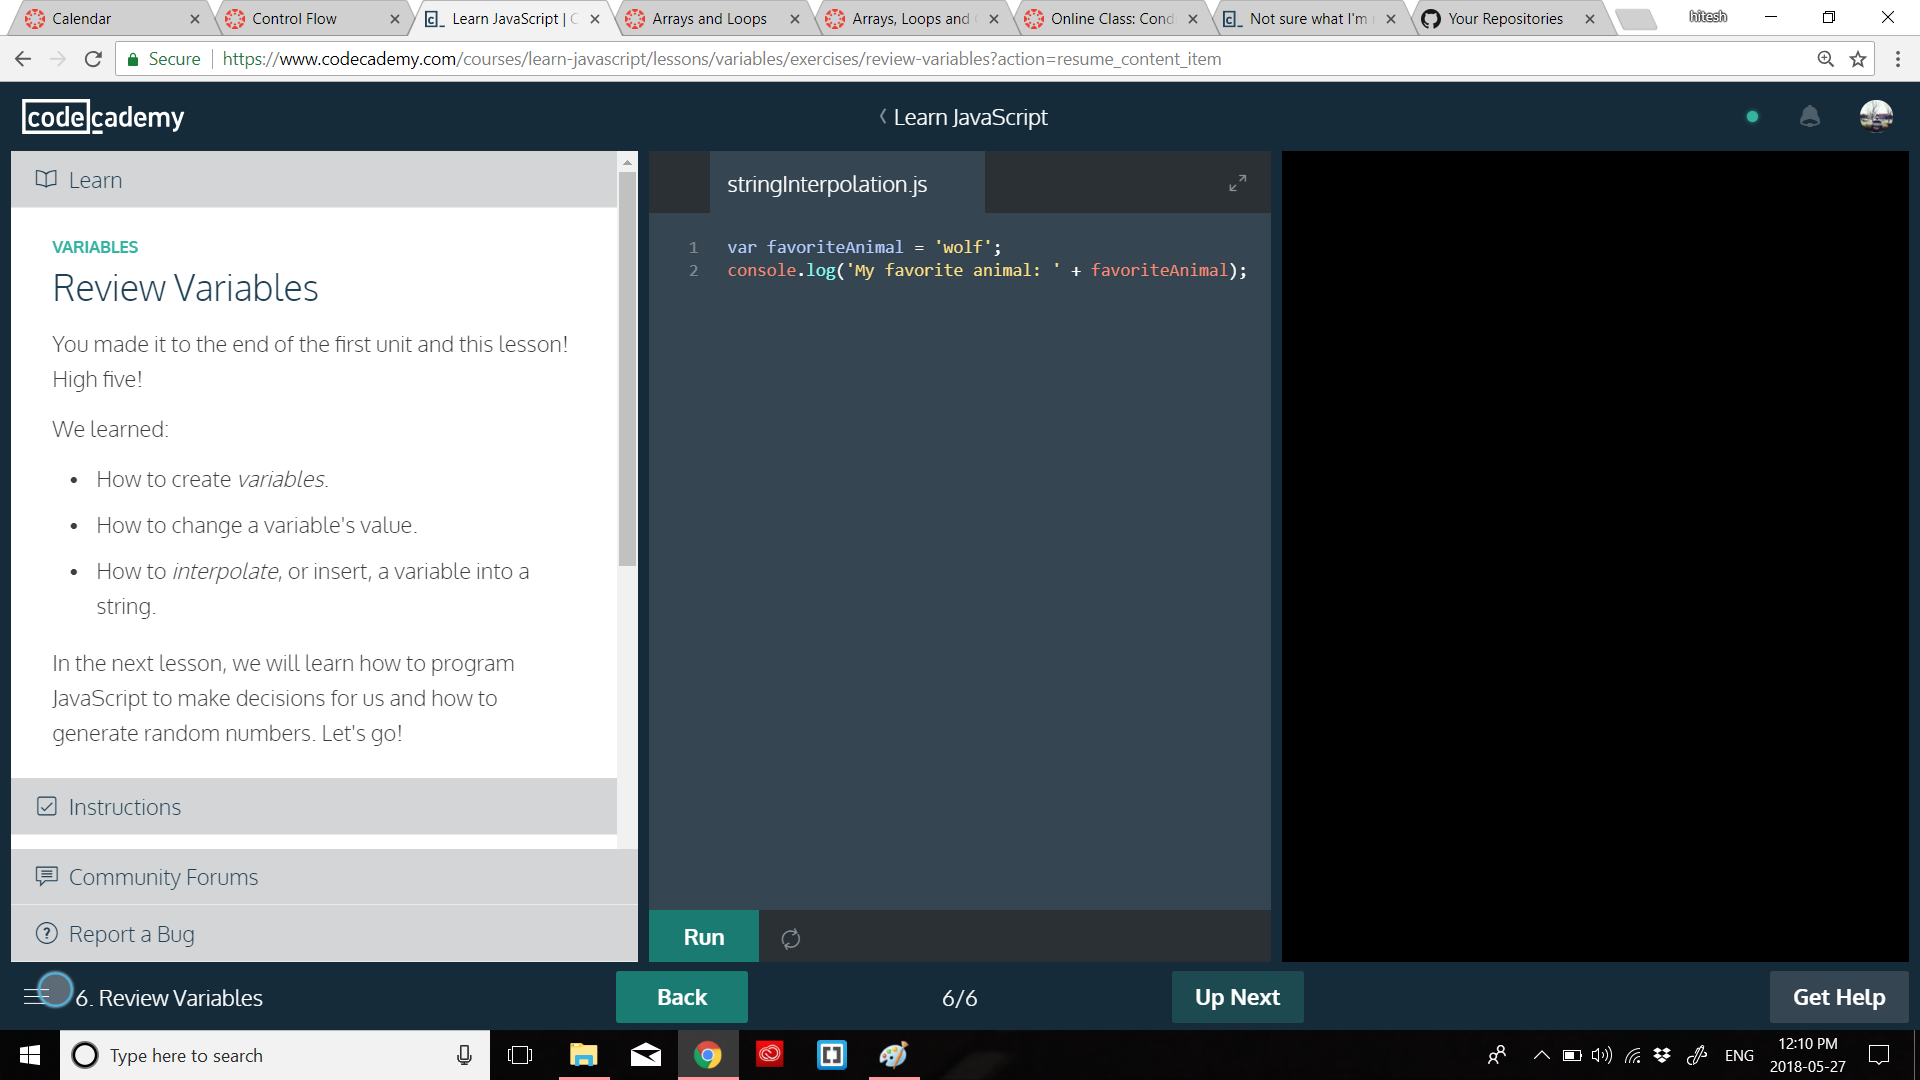 Calendar
Control Flow
Learn JavaScript | C
Arrays and Loops
Arrays, Loops and
Online Class: Cond
Not sure what I'm
Your Repositories
hitesh
Secure
https://www.codecademy.com/courses/learn-javascript/lessons/variables/exercises/review-variables?action=resume_content_item
codecademy
Learn JavaScript
Learn
VARIABLES
Review Variables
You made it to the end of the first unit and this lesson!
High five!
We learned:
• How to create variables.
• How to change a variable's value.
• How to interpolate, or insert, a variable into a
string.
In the next lesson, we will learn how to program
JavaScript to make decisions for us and how to
generate random numbers. Let's go!
Instructions
Community Forums
Report a Bug
stringInterpolation.js
1 var favoriteAnimal = 'wolf';
2 console.log('My favorite animal: ' + favoriteAnimal);
Run
6. Review Variables
Back
6/6
Up Next
Get Help
Type here to search
ENG
12:10 PM
2018-05-27